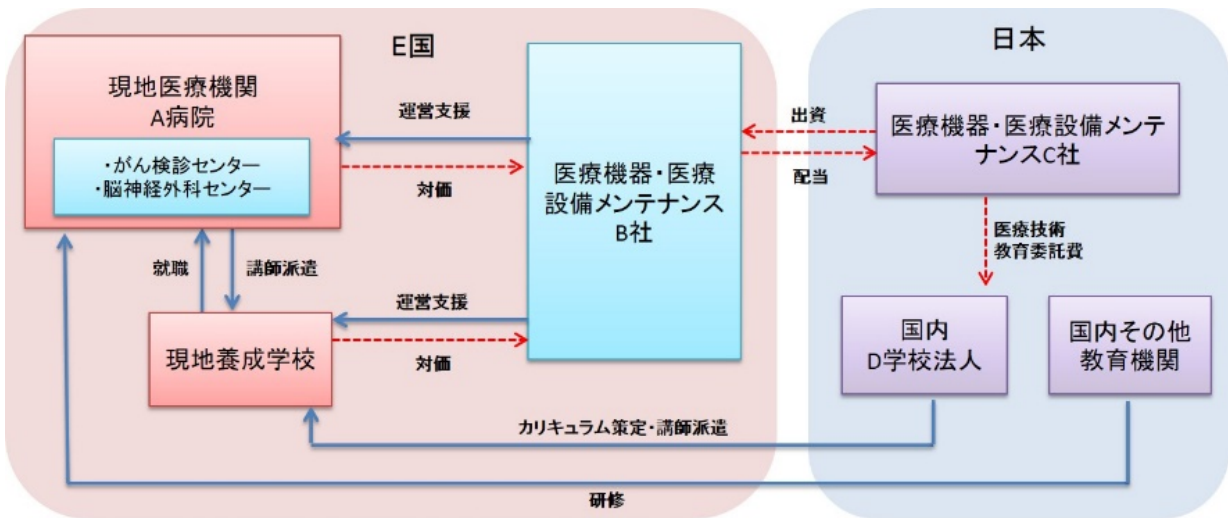 E国
日本
現地医療機関
A病院
・がん検診センター
・脳神経外科センター
運営支援
対価
医療機器・医療
設備メンテナンス
B社
出資
配当
医療機器・医療設備メンテ
ナンスC社
医療技術
教育委託費
就職
講師派遣
運営支援
対価
現地養成学校
国内
D学校法人
国内その他
教育機関
カリキュラム策定・講師派遣
研修